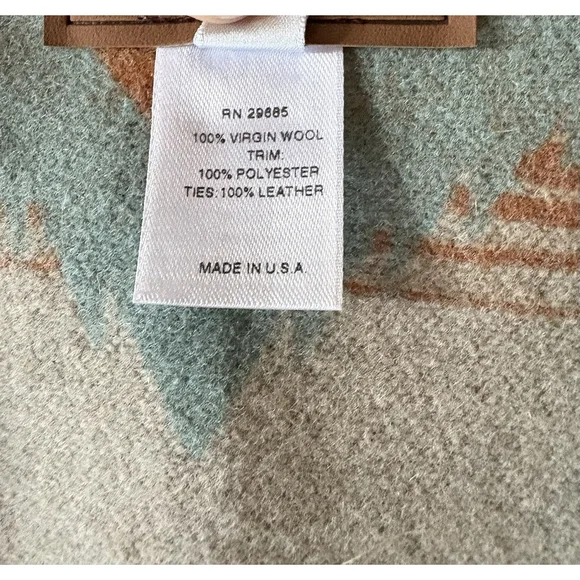 RN 29685
100% VIRGIN WOOL
TRIM:
100% POLYESTER
TIES: 100% LEATHER
MADE IN U.S.A.